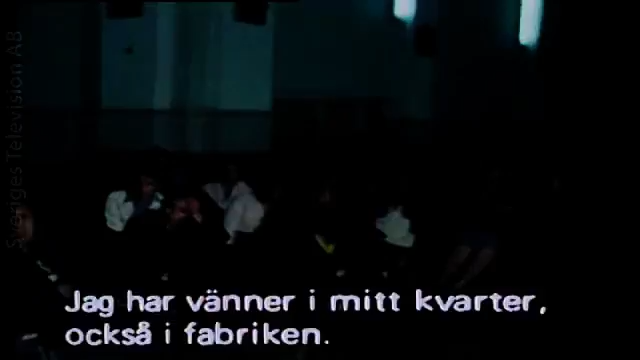 Sveriges Television AB
Jag har vänner i mitt kvarter,
också i fabriken.